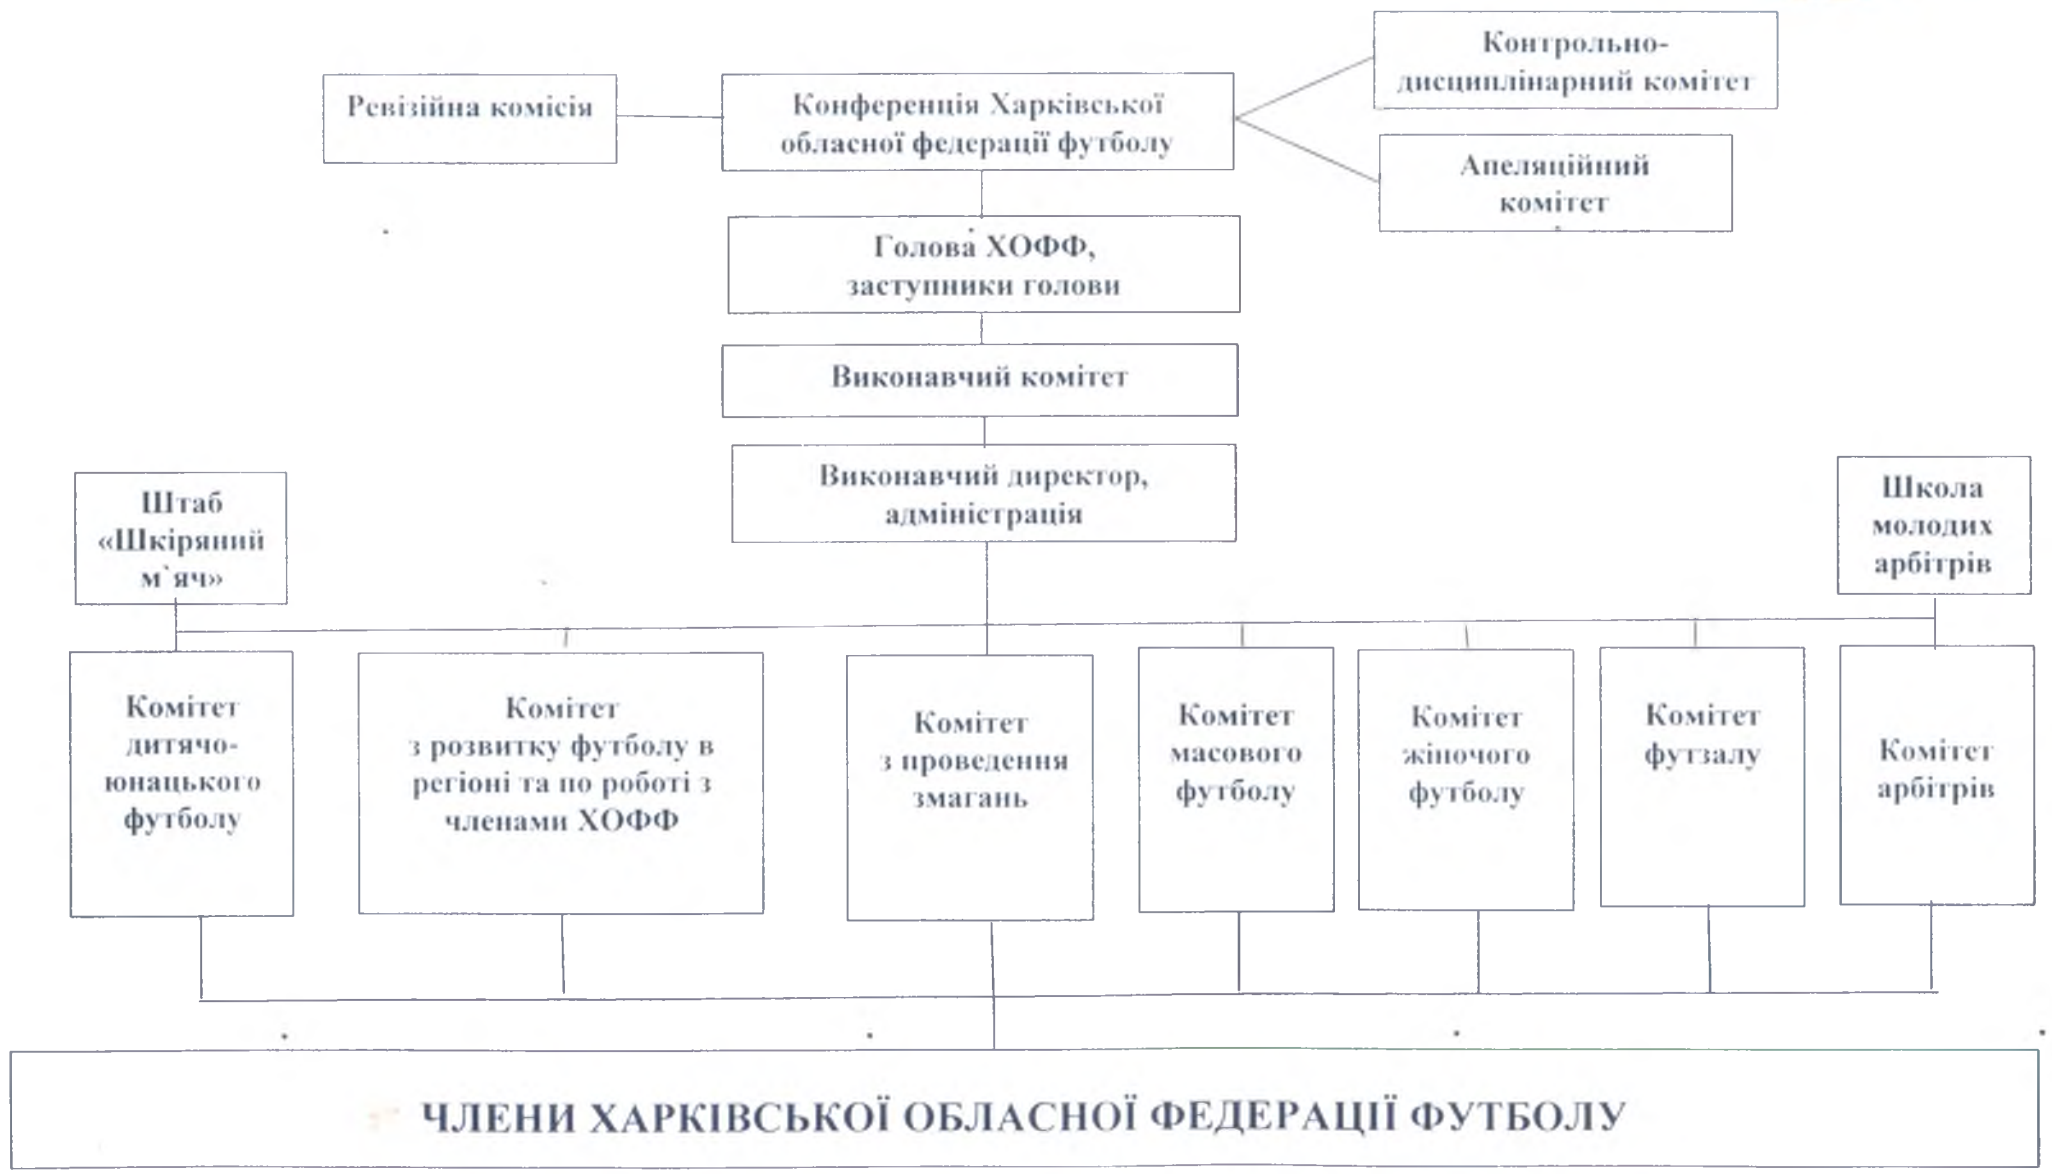 Контрольно-
дисциплінарний комітет
Ревізійна комісія
Конференція Харківської
обласної федерації футболу
Апеляційний
комітет
Голова ХОФФ,
заступники голови
Виконавчий комітет
Виконавчий директор,
адміністрація
Штаб
«Шкіряний
м`яч»
Школа
молодих
арбітрів
Комітет
дитячо-
юнацького
футболу
Комітет
з розвитку футболу в
регіоні та по роботі з
членами ХОФФ
Комітет
з проведення
змагань
Комітет
масового
футболу
Комітет
жіночого
футболу
Комітет
футзалу
Комітет
арбітрів
ЧЛЕНИ ХАРКІВСЬКОЇ ОБЛАСНОЇ ФЕДЕРАЦІЇ ФУТБОЛУ